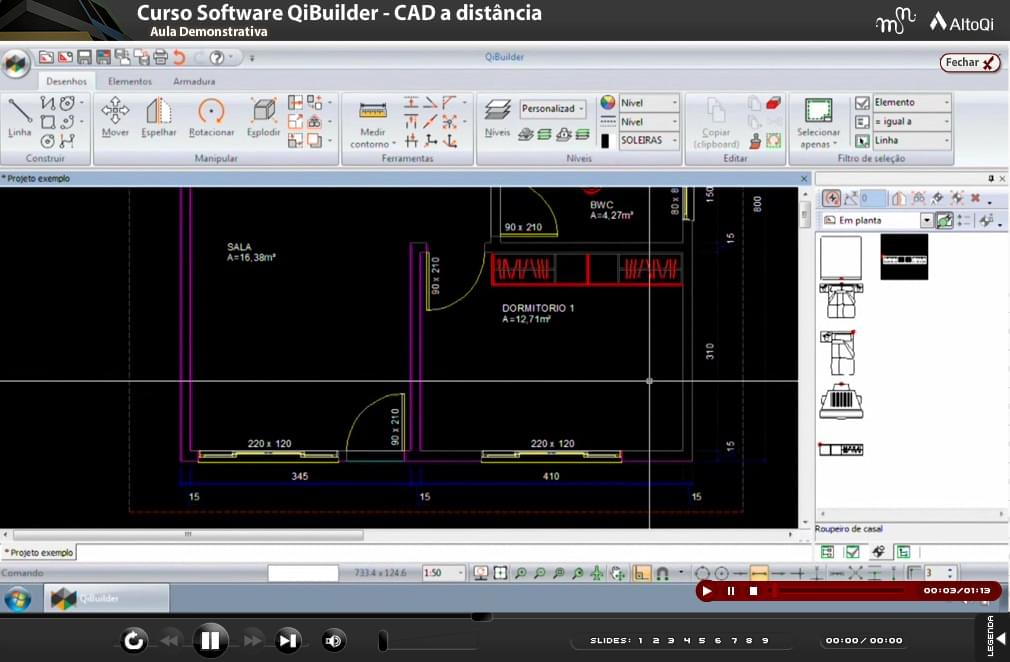 Curso Software QiBuilder - CAD a distância
Aula Demonstrativa
AltoQi
QiBuilder
Fechar
Desenhos Elementos Armadura
Linha
Mover Espelhar Rotacionar Explodir
Medir contorno
Níveis
Personalizad
Nível
Nível
SOLEIRAS
Copiar (clipboard)
Selecionar apenas
Elemento
= igual a
Linha
Construir Manipular Ferramentas Níveis Editar Filtro de seleção
* Projeto exemplo
0
Em planta
BWC
A=4,27m²
90 x 210
80 x 8
150
800
15
SALA
A=16,38m²
90 x 210
DORMITORIO 1
A=12,71m²
310
90 x 210
15
220 x 120
220 x 120
345
410
15
15
15
Roupeiro de casal
* Projeto exemplo
Comando
733.4 x 124.6
1:50
3
QiBuilder
00:03/01:13
SLIDES: 1 2 3 4 5 6 7 8 9
00:00 / 00:00
LEGENDA